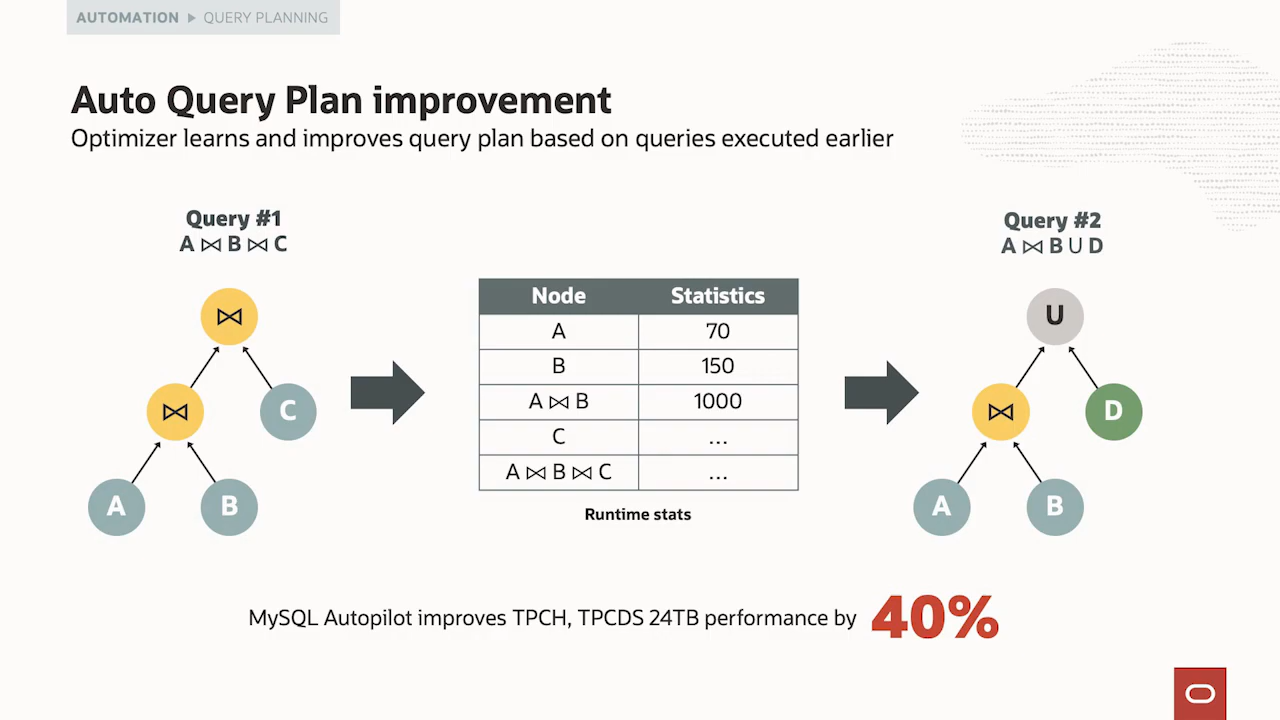 AUTOMATION ▶ QUERY PLANNING
Auto Query Plan improvement
Optimizer learns and improves query plan based on queries executed earlier
Query #1
A ⋈ B ⋈ C
⋈
⋈
C
A
B
Node Statistics
A 70
B 150
A ⋈ B 1000
C ...
A ⋈ B ⋈ C ...
Runtime stats
Query #2
A ⋈ B U D
U
⋈
D
A
B
MySQL Autopilot improves TPCH, TPCDS 24TB performance by 40%